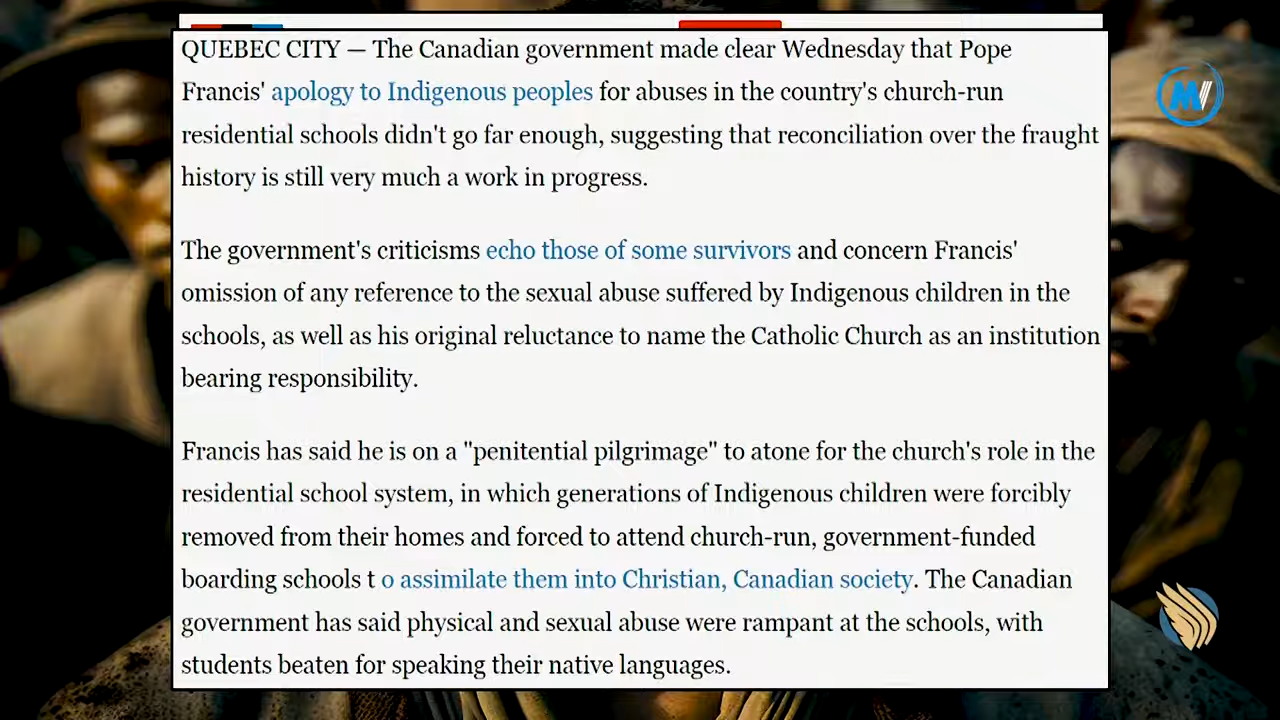 QUEBEC CITY — The Canadian government made clear Wednesday that Pope
Francis' apology to Indigenous peoples for abuses in the country's church-run
residential schools didn't go far enough, suggesting that reconciliation over the fraught
history is still very much a work in progress.
The government's criticisms echo those of some survivors and concern Francis'
omission of any reference to the sexual abuse suffered by Indigenous children in the
schools, as well as his original reluctance to name the Catholic Church as an institution
bearing responsibility.
Francis has said he is on a "penitential pilgrimage" to atone for the church's role in the
residential school system, in which generations of Indigenous children were forcibly
removed from their homes and forced to attend church-run, government-funded
boarding schools t o assimilate them into Christian, Canadian society. The Canadian
government has said physical and sexual abuse were rampant at the schools, with
students beaten for speaking their native languages.